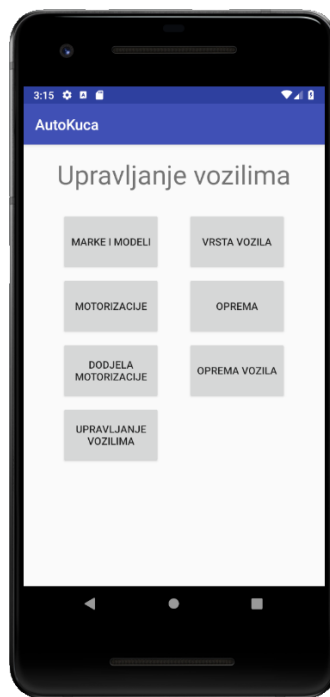 3:15
AutoKuca
Upravljanje vozilima
MARKE I MODELI
VRSTA VOZILA
MOTORIZACIJE
OPREMA
DODJELA
MOTORIZACIJE
OPREMA VOZILA
UPRAVLJANJE
VOZILIMA